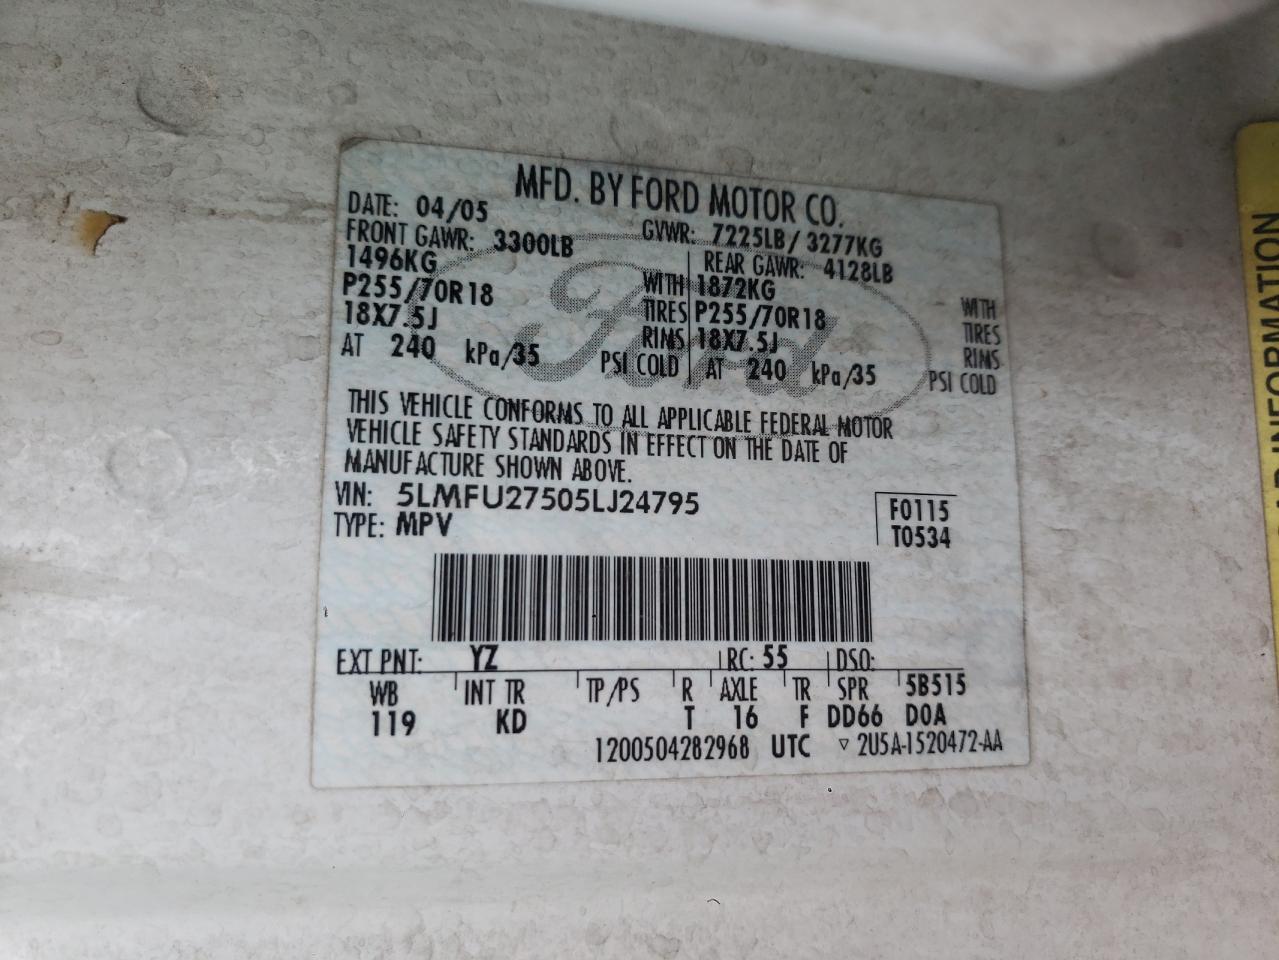 MFD. BY FORD MOTOR CO.
DATE: 04/05 GVWR: 7225LB / 3277KG
FRONT GAWR: 3300LB REAR GAWR: 4128LB
1496KG WITH 1872KG WITH
P255/70R18 TIRES P255/70R18 TIRES
18X7.5J RIMS 18X7.5J RIMS
AT 240 kPa/35 PSI COLD AT 240 kPa/35 PSI COLD
Ford
THIS VEHICLE CONFORMS TO ALL APPLICABLE FEDERAL MOTOR
VEHICLE SAFETY STANDARDS IN EFFECT ON THE DATE OF
MANUFACTURE SHOWN ABOVE.
VIN: 5LMFU27505LJ24795 F0115
TYPE: MPV T0534
EXT PNT: YZ RC: 55 DSO:
WB INT TR TP/PS R AXLE TR SPR 5B515
119 KD T 16 F DD66 D0A
1200504282968 UTC ▽ 2U5A-1520472-AA
INFORMATION